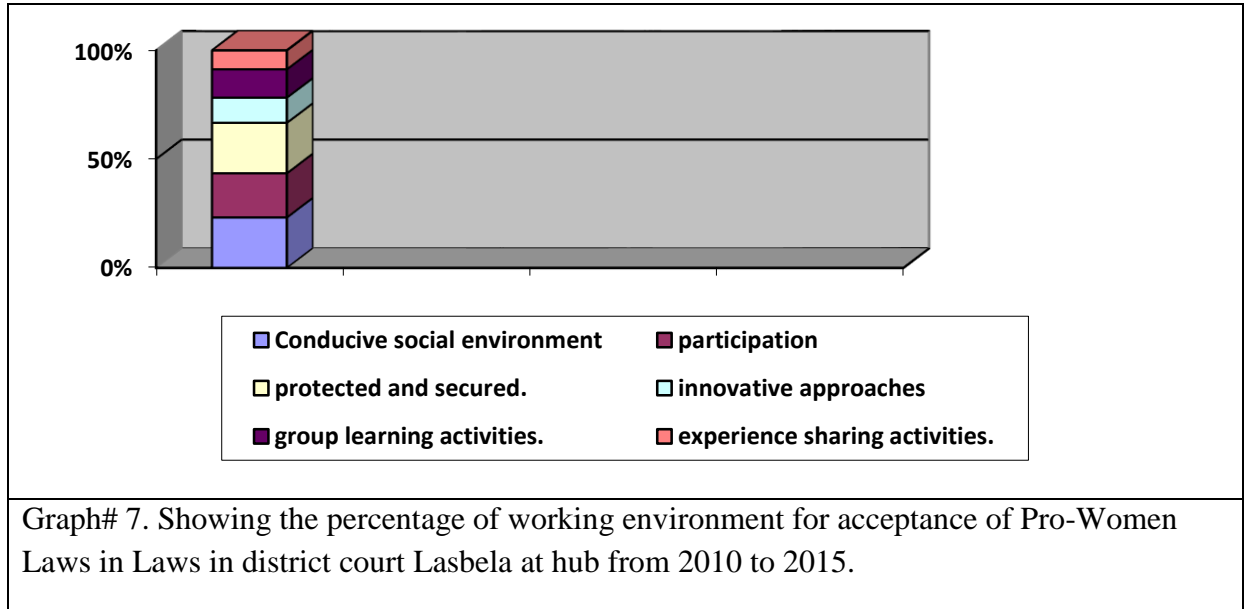 100%
50%
0%
Conducive social environment
participation
protected and secured.
innovative approaches
group learning activities.
experience sharing activities.
Graph# 7. Showing the percentage of working environment for acceptance of Pro-Women
Laws in Laws in district court Lasbela at hub from 2010 to 2015.